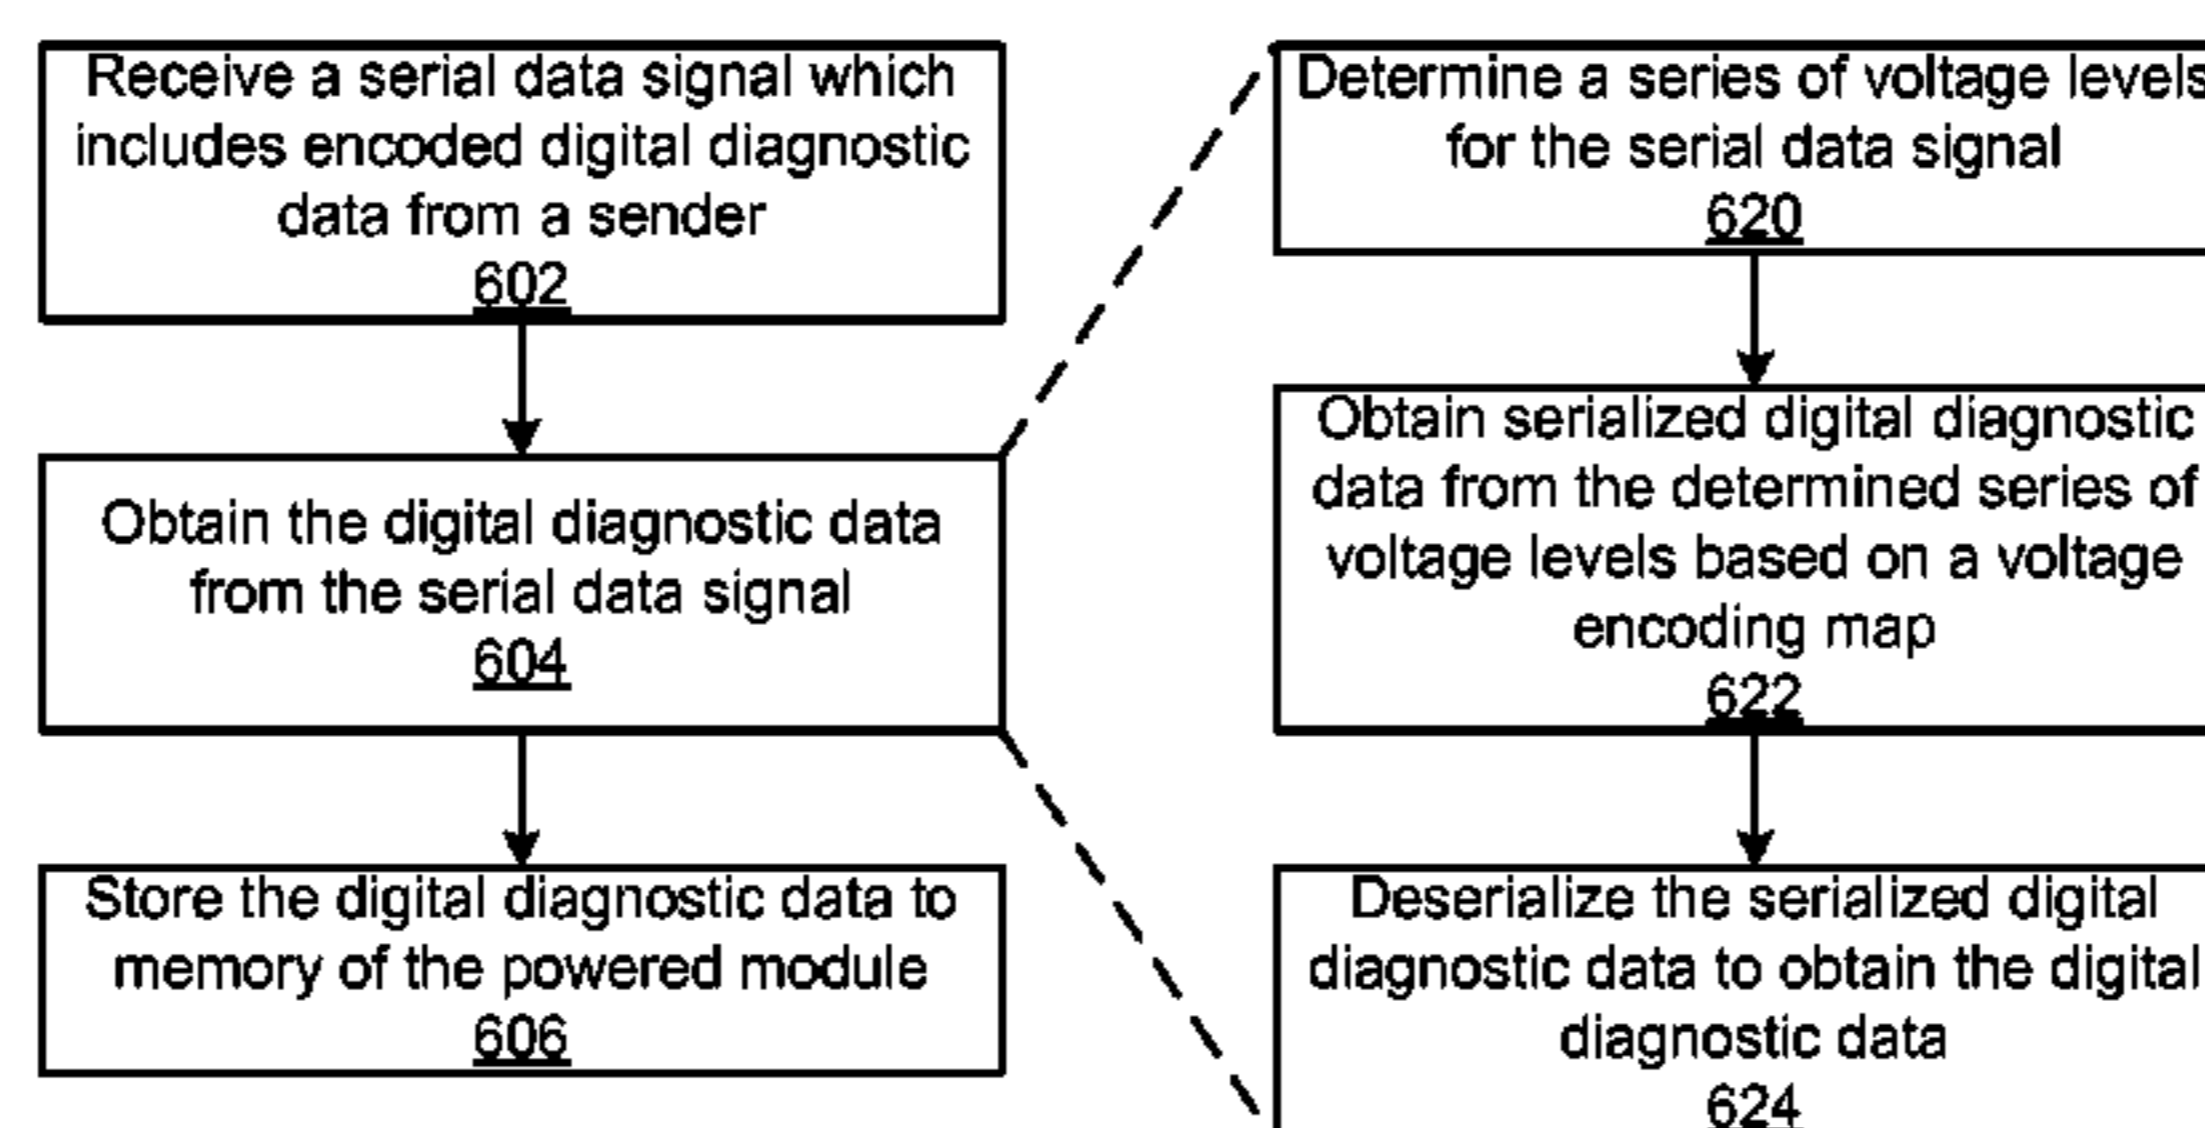 Receive a serial data signal which
includes encoded digital diagnostic
data from a sender
602
Obtain the digital diagnostic data
from the serial data signal
604
Store the digital diagnostic data to
memory of the powered module
606
Determine a series of voltage levels
for the serial data signal
620
Obtain serialized digital diagnostic
data from the determined series of
voltage levels based on a voltage
encoding map
622
Deserialize the serialized digital
diagnostic data to obtain the digital
diagnostic data
624